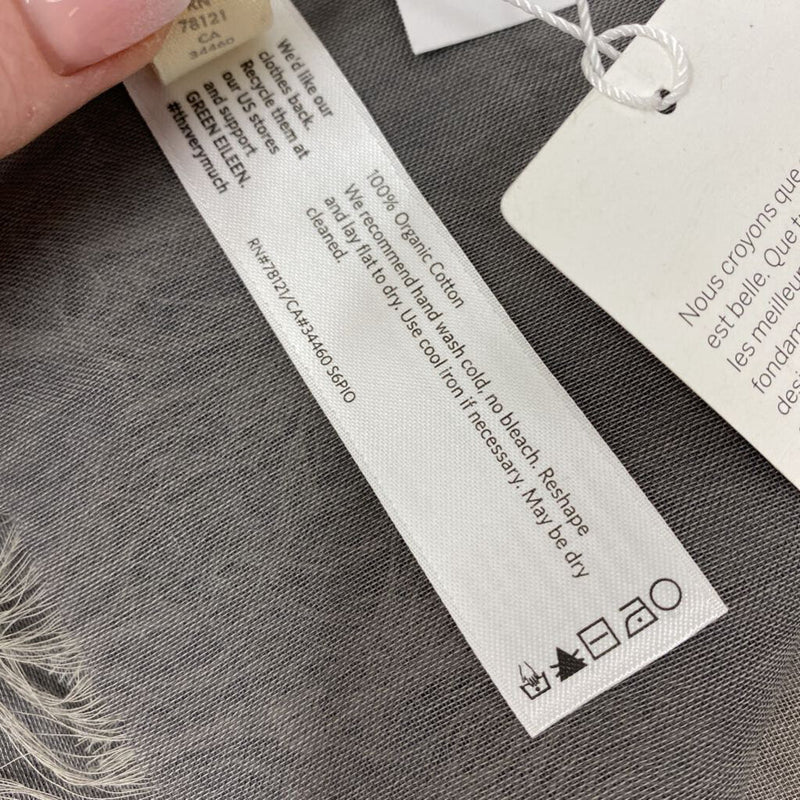 RN
78121
CA
34460
We'd like our
clothes back.
Recycle them at
our US stores
and support
GREEN EILEEN.
#thxverymuch
100% Organic Cotton
We recommend hand wash cold, no bleach. Reshape
and lay flat to dry. Use cool iron if necessary. May be dry
cleaned.
RN#78121/CA#34460 S6PIO
Nous croyons que
est belle. Que
les meilleur
fondam
desi